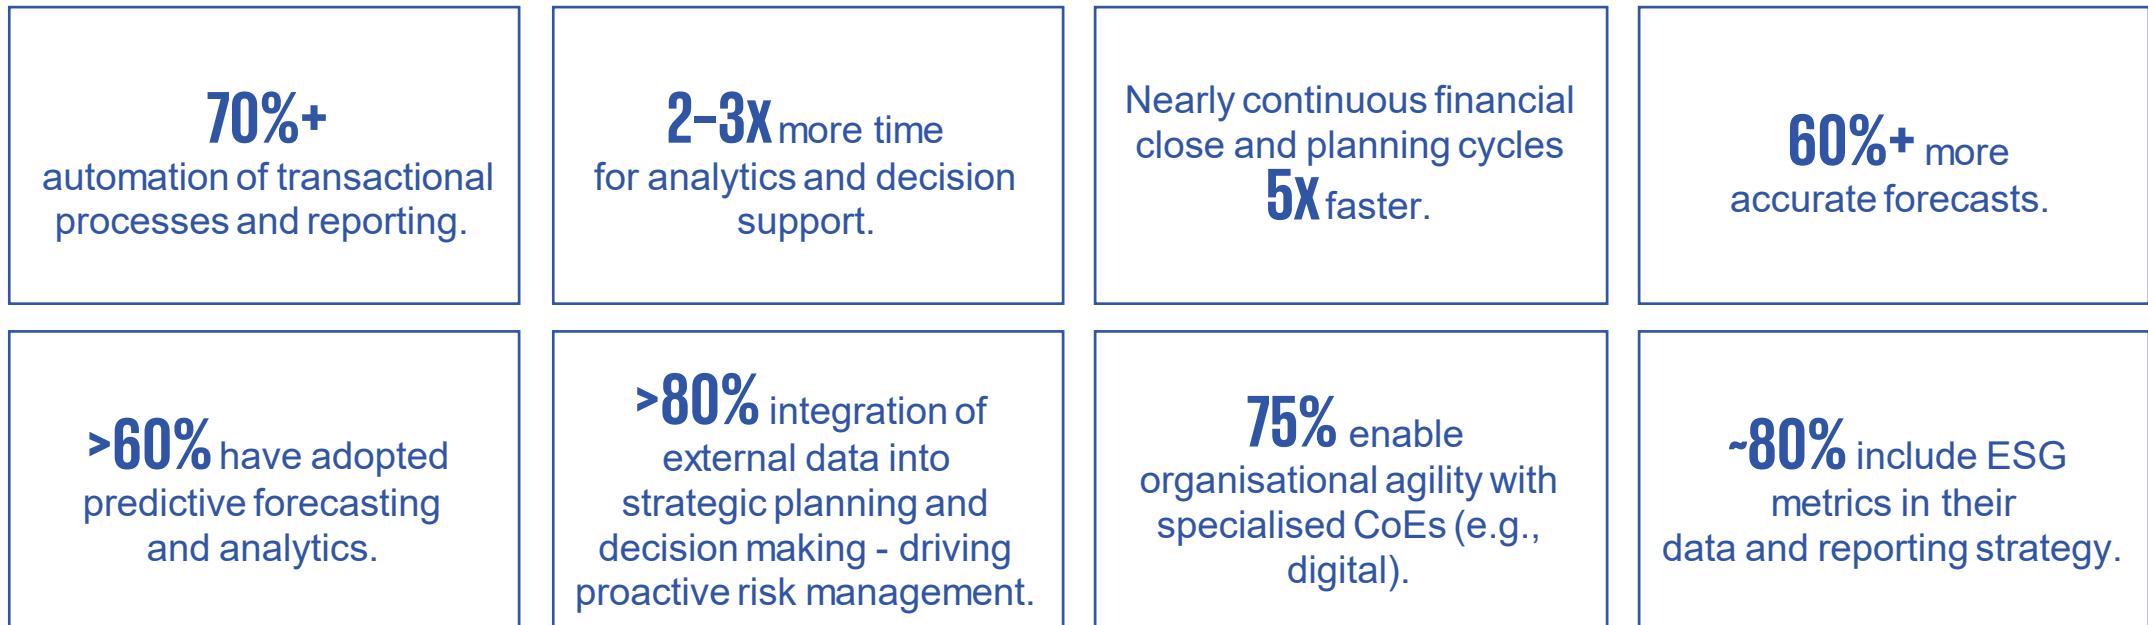 70%+
automation of transactional
processes and reporting.
2–3x more time
for analytics and decision
support.
Nearly continuous financial
close and planning cycles
5x faster.
60%+ more
accurate forecasts.
>60% have adopted
predictive forecasting
and analytics.
>80% integration of
external data into
strategic planning and
decision making - driving
proactive risk management.
75% enable
organisational agility with
specialised CoEs (e.g.,
digital).
~80% include ESG
metrics in their
data and reporting strategy.